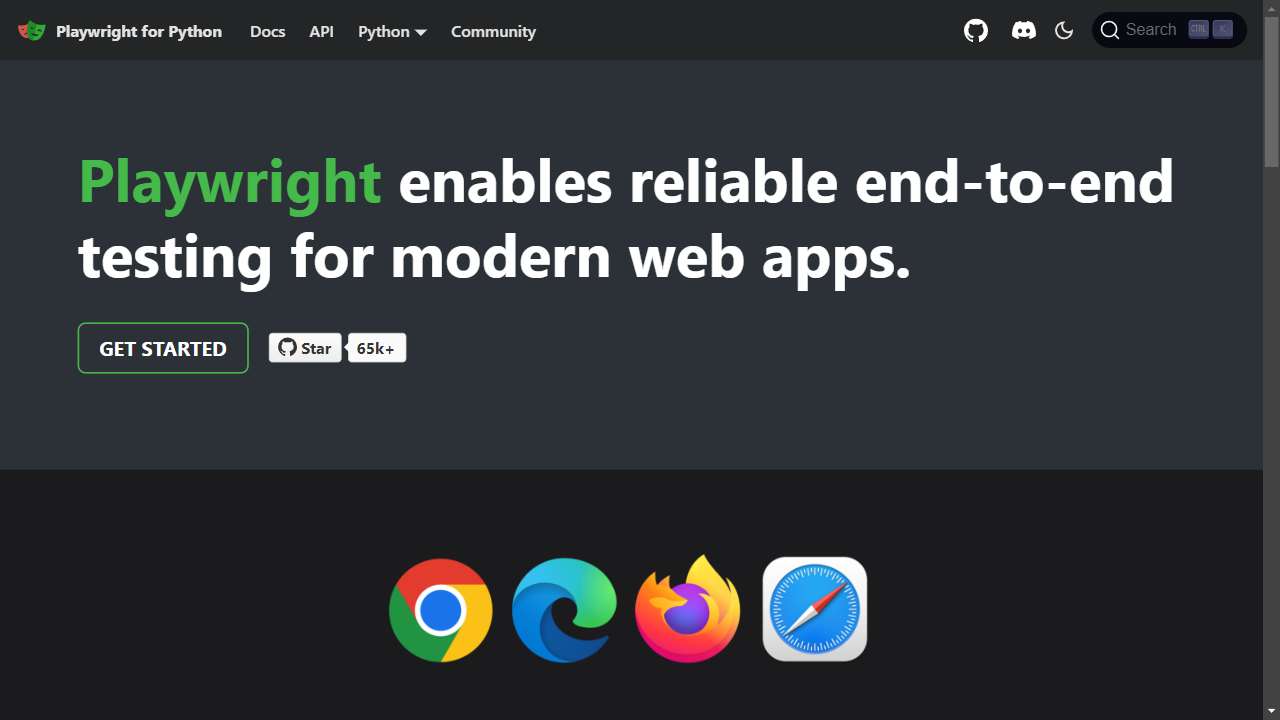 Playwright for Python Docs API Python Community Search CTRL K
Playwright enables reliable end-to-end
testing for modern web apps.
GET STARTED Star 65k+